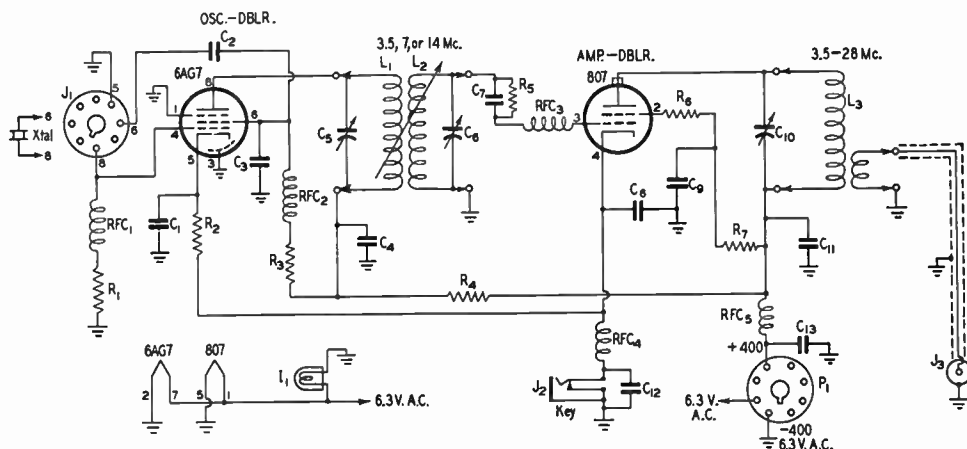 OSC.-DBLR.
C2
6AG7
3.5, 7, or 14 Mc.
L1 L2
AMP.-DBLR.
807
3.5-28 Mc.
J1
5
6
8
Xtal
6
8
1
4
8
6
5
3
C3
C5
C6
C7
R5
RFC3
3
2
4
R6
C10
L3
RFC1
R1
C1
R2
RFC2
R3
C4
R4
C6
C9
R7
C11
RFC4
RFC5
+400
C13
6AG7
807
I1
2
7
5
1
6.3 V. A.C.
J2
Key
C12
6.3 V.
A.C.
P1
-400
6.3 V. A.C.
J3